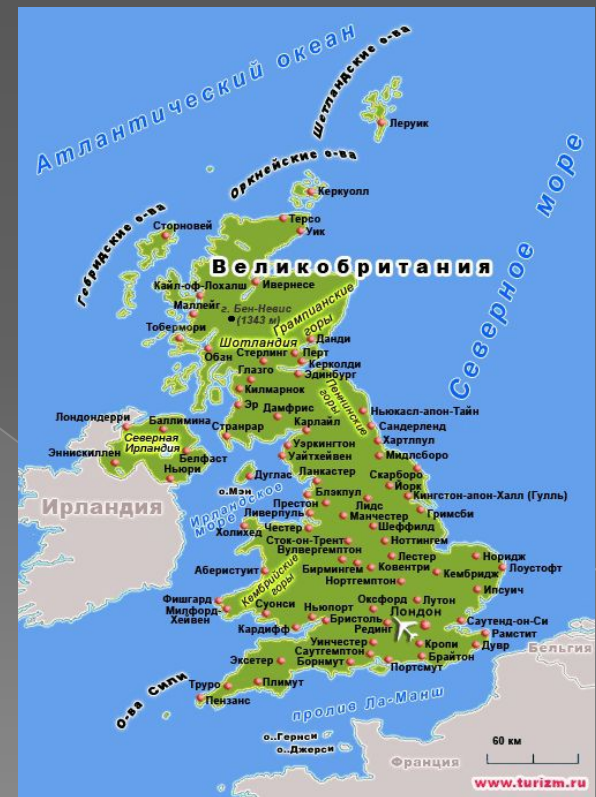 Атлантический океан
Шетландские о-ва
Леруик
Оркнейские о-ва
Керкуолл
Северное море
Гебридские о-ва
Сторновей
Терсо
Уик
Великобритания
Кайл-оф-Лохалш
Ивернесе
Маллейг
г. Бен-Невис
(1343 м)
Грампианские
горы
Тобермори
Шотландия
Данди
Обан
Стерлинг
Перт
Керколди
Глазго
Эдинбург
Килмарнок
Пеннинские
горы
Эр
Дамфрис
Ньюкасл-апон-Тайн
Лондондерри
Баллимина
Странрар
Карлайл
Сандерленд
Северная
Ирландия
Уэркингтон
Хартлпул
Эннискиллен
Белфаст
Уайтхейвен
Мидлсборо
Ньюри
Дуглас
Ланкастер
Скарборо
о.Мэн
Блэкпул
Йорк
Ирландия
Ирландское
море
Престон
Лидс
Кингстон-апон-Халл (Гулль)
Ливерпуль
Манчестер
Гримсби
Холихед
Честер
Шеффилд
Сток-он-Трент
Ноттингем
Вулвергемптон
Лестер
Норидж
Аберистуит
Кембрийские
горы
Бирмингем
Ковентри
Кембридж
Лоустофт
Нортгемптон
Ипсуич
Фишгард
Милфорд-
Хейвен
Суонси
Ньюпорт
Оксфорд
Лутон
Лондон
Саутенд-он-Си
Кардифф
Бристоль
Рединг
Рамстит
Уинчестер
Кропи
Дувр
Бельгия
Эксетер
Саутгемптон
Брайтон
Борнмут
Портсмут
О-ва Сили
Труро
Плимут
Пензанс
пролив Ла-Манш
о..Гернси
о..Джерси
Франция
60 км
www.turizm.ru